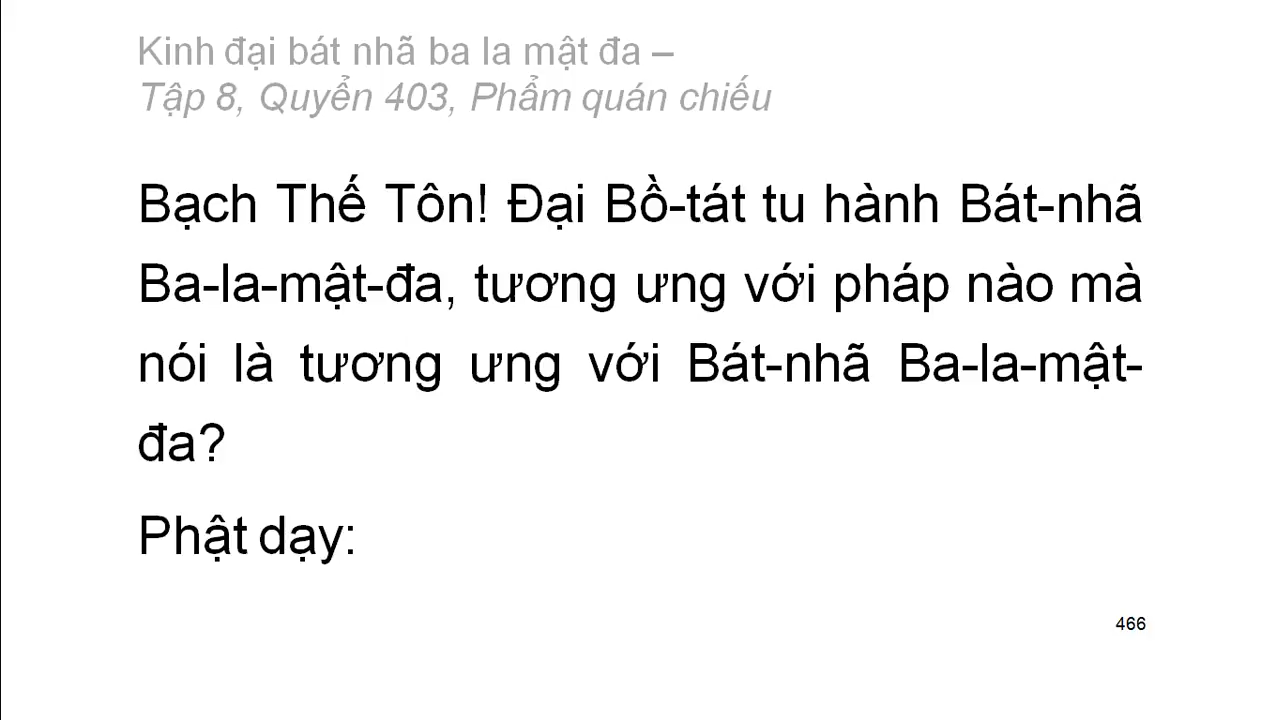 Kinh đại bát nhã ba la mật đa –
Tập 8, Quyển 403, Phẩm quán chiếu
Bạch Thế Tôn! Đại Bồ-tát tu hành Bát-nhã
Ba-la-mật-đa, tương ưng với pháp nào mà
nói là tương ưng với Bát-nhã Ba-la-mật-
đa?
Phật dạy:
466